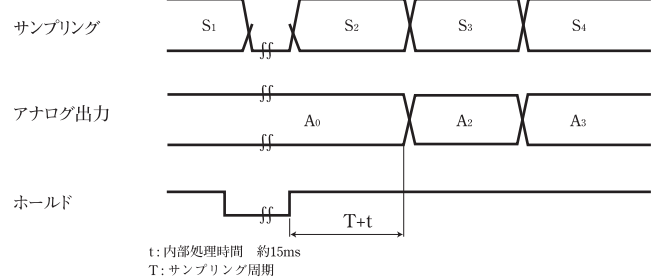 サンプリング S1 S2 S3 S4
アナログ出力 A0 A2 A3
ホールド
T+t
t : 内部処理時間　約15ms
T : サンプリング周期